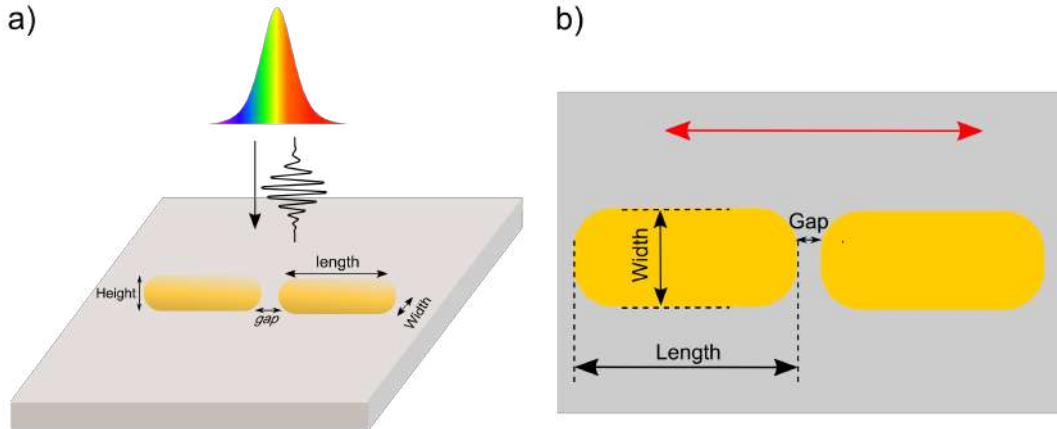 a)
Height
gap
length
Width
b)
Width
Gap
Length